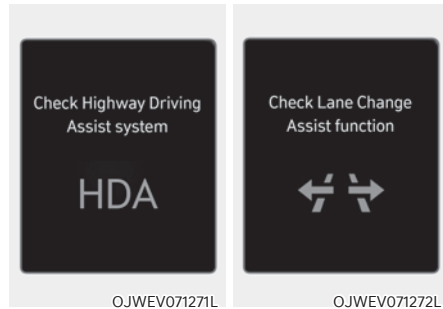 Check Highway Driving
Assist system
HDA
OJWEV071271L
Check Lane Change
Assist function
OJWEV071272L